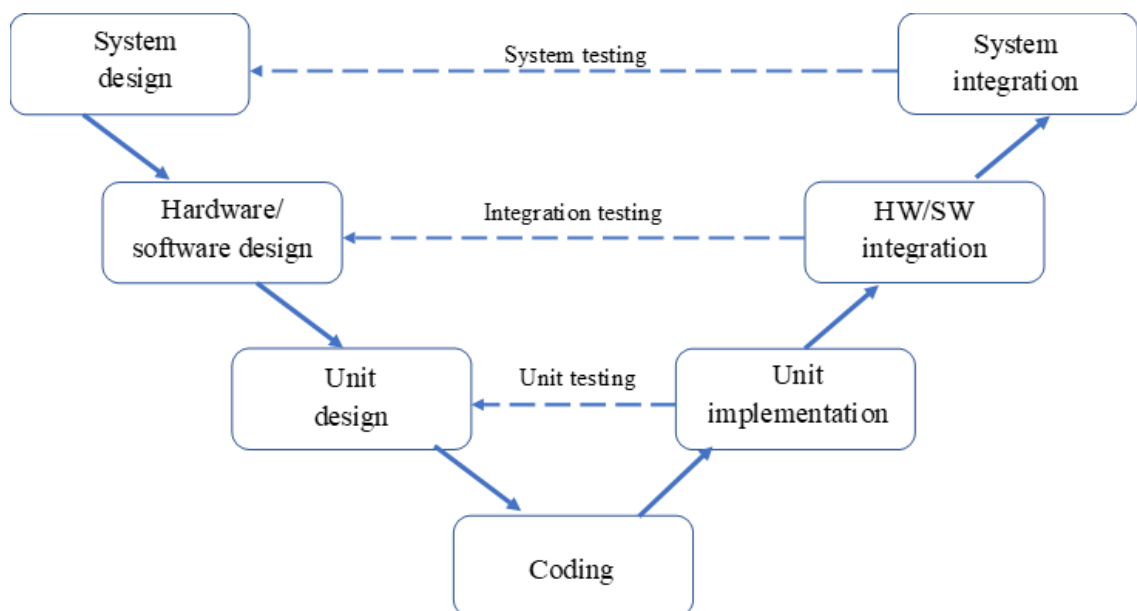 System
design
System testing
System
integration
Hardware/
software design
Integration testing
HW/SW
integration
Unit
design
Unit testing
Unit
implementation
Coding